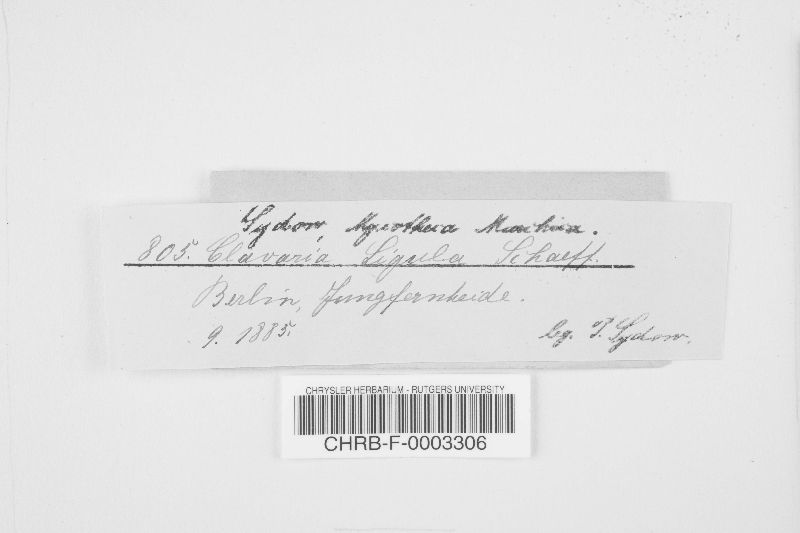 Sydow, Mycotheca Marchica.
805. Clavaria Ligula Schaeff.
Berlin, Jungfernheide.
9. 1885.
leg. P. Sydow.
CHRYSLER HERBARIUM - RUTGERS UNIVERSITY
CHRB-F-0003306